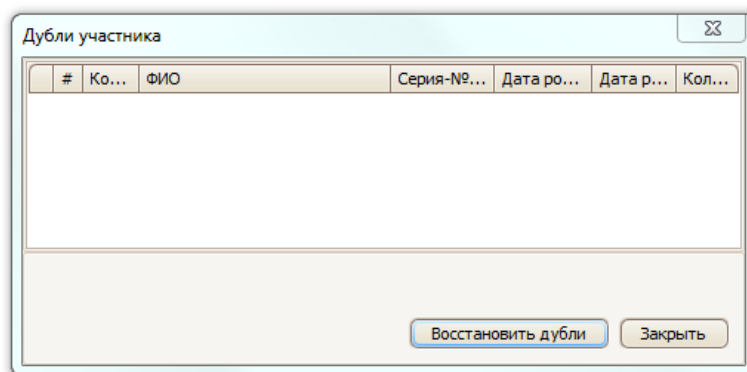 Дубли участника
# Ко... ФИО Серия-№... Дата ро... Дата р... Кол...
Восстановить дубли Закрыть